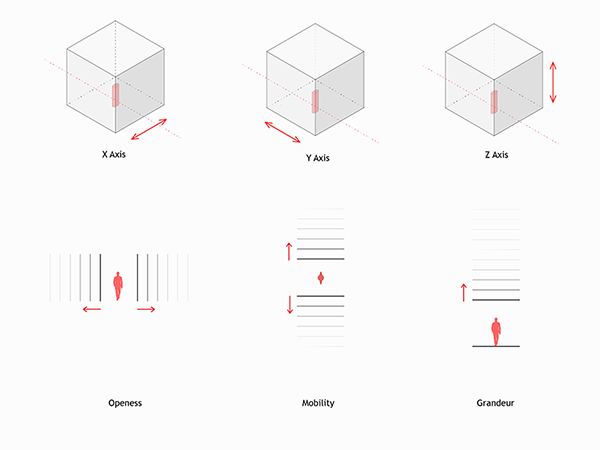 X Axis
Y Axis
Z Axis
Openess
Mobility
Grandeur